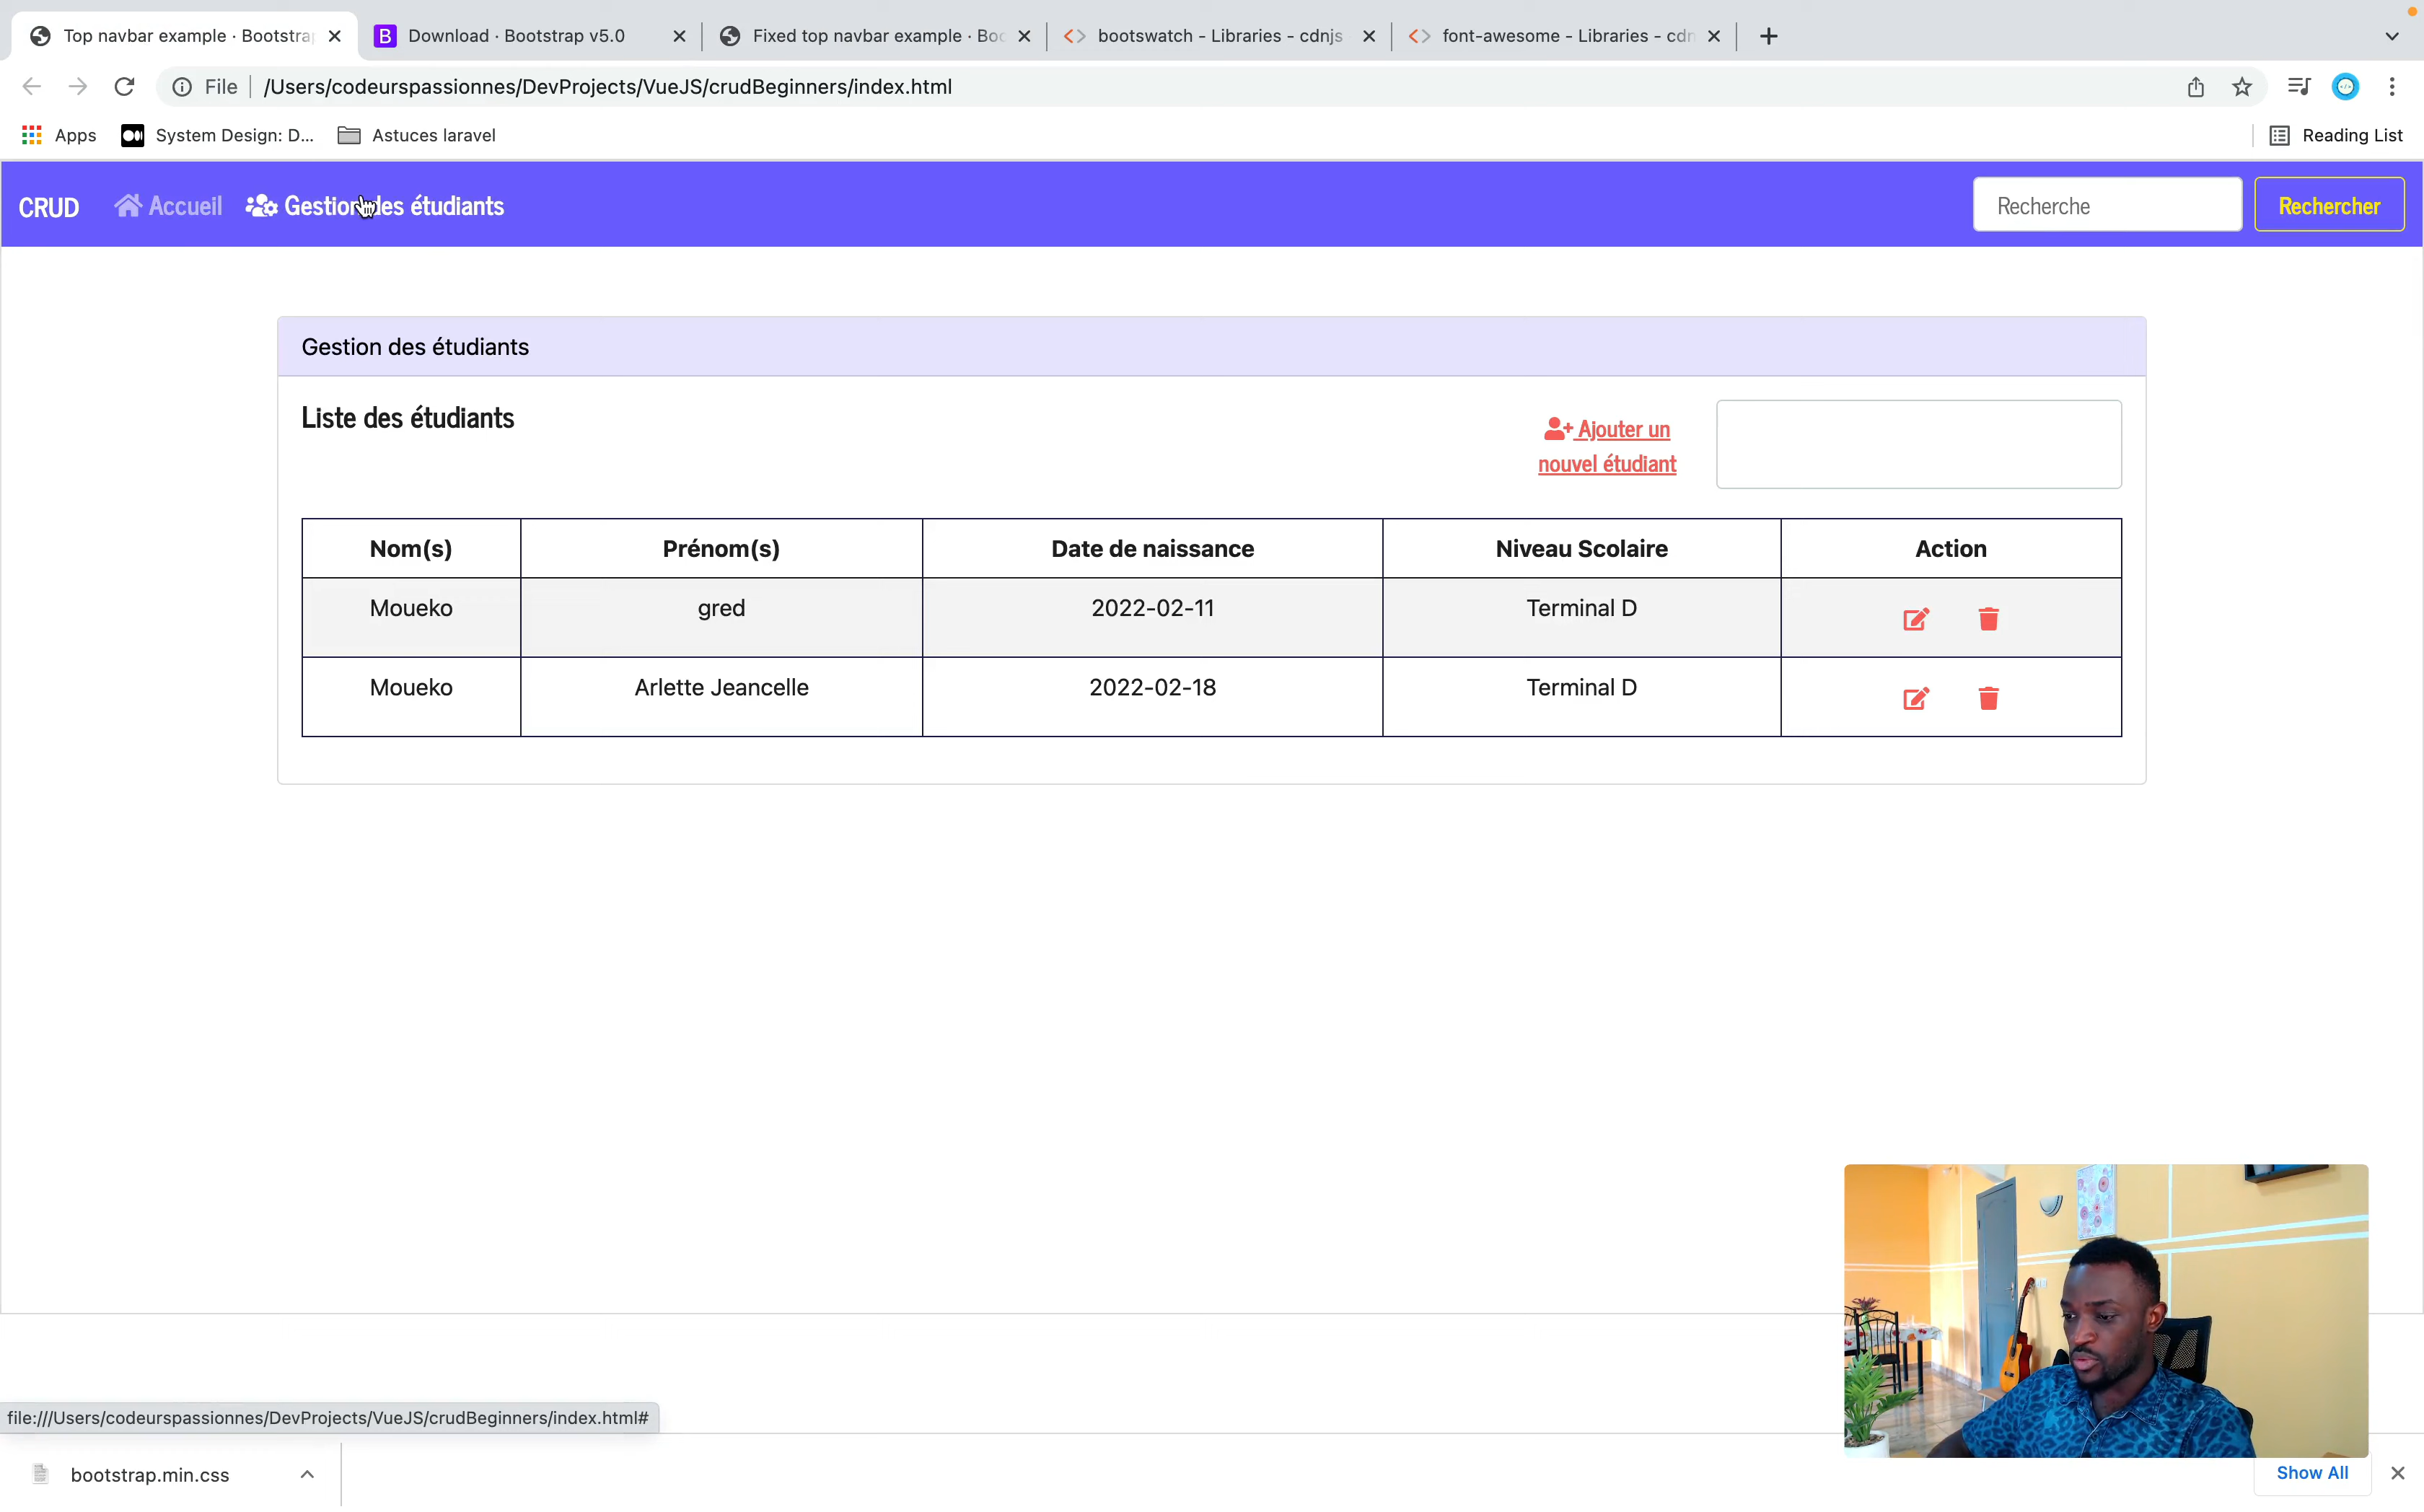 Top navbar example · Bootstra
Download · Bootstrap v5.0
Fixed top navbar example · Boo
bootswatch - Libraries - cdnjs
font-awesome - Libraries - cdn
File
/Users/codeurspassionnes/DevProjects/VueJS/crudBeginners/index.html
Apps
System Design: D...
Astuces laravel
Reading List
CRUD
Accueil
Gestion des étudiants
Recherche
Rechercher
Gestion des étudiants
Liste des étudiants
Ajouter un
nouvel étudiant
Nom(s) Prénom(s) Date de naissance Niveau Scolaire Action
Moueko gred 2022-02-11 Terminal D
Moueko Arlette Jeancelle 2022-02-18 Terminal D
file:///Users/codeurspassionnes/DevProjects/VueJS/crudBeginners/index.html#
bootstrap.min.css
Show All